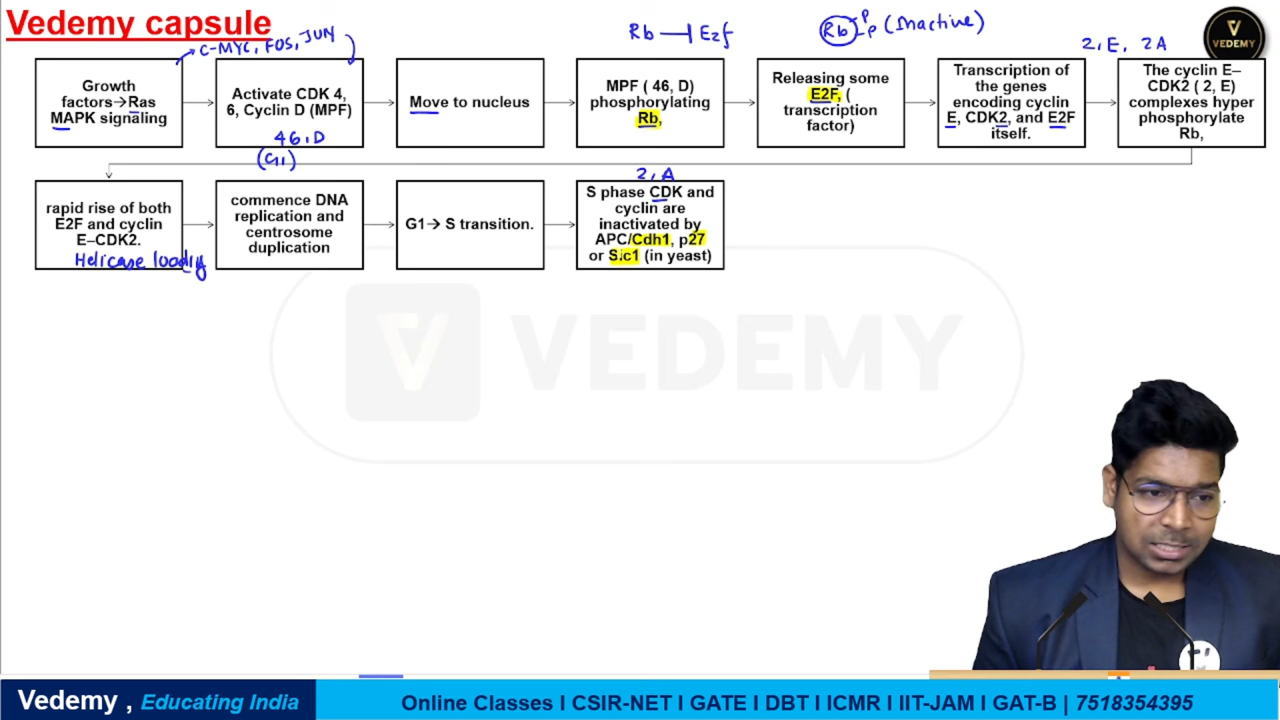 Vedemy capsule
C-MYC, FOS, JUN
Rb ⊣ E2f
Rb P P (Inactive)
2, E, 2A
VEDEMY
Growth
factors→Ras
MAPK signaling
Activate CDK 4,
6, Cyclin D (MPF)
46, D
(G1)
Move to nucleus
MPF ( 46, D)
phosphorylating
Rb,
Releasing some
E2F, (
transcription
factor)
Transcription of
the genes
encoding cyclin
E, CDK2, and E2F
itself.
The cyclin E–
CDK2 ( 2, E)
complexes hyper
phosphorylate
Rb,
rapid rise of both
E2F and cyclin
E–CDK2.
Helicase loading
commence DNA
replication and
centrosome
duplication
G1→ S transition.
2, A
S phase CDK and
cyclin are
inactivated by
APC/Cdh1, p27
or Sic1 (in yeast)
VEDEMY
Vedemy , Educating India
Online Classes I CSIR-NET I GATE I DBT I ICMR I IIT-JAM I GAT-B | 7518354395